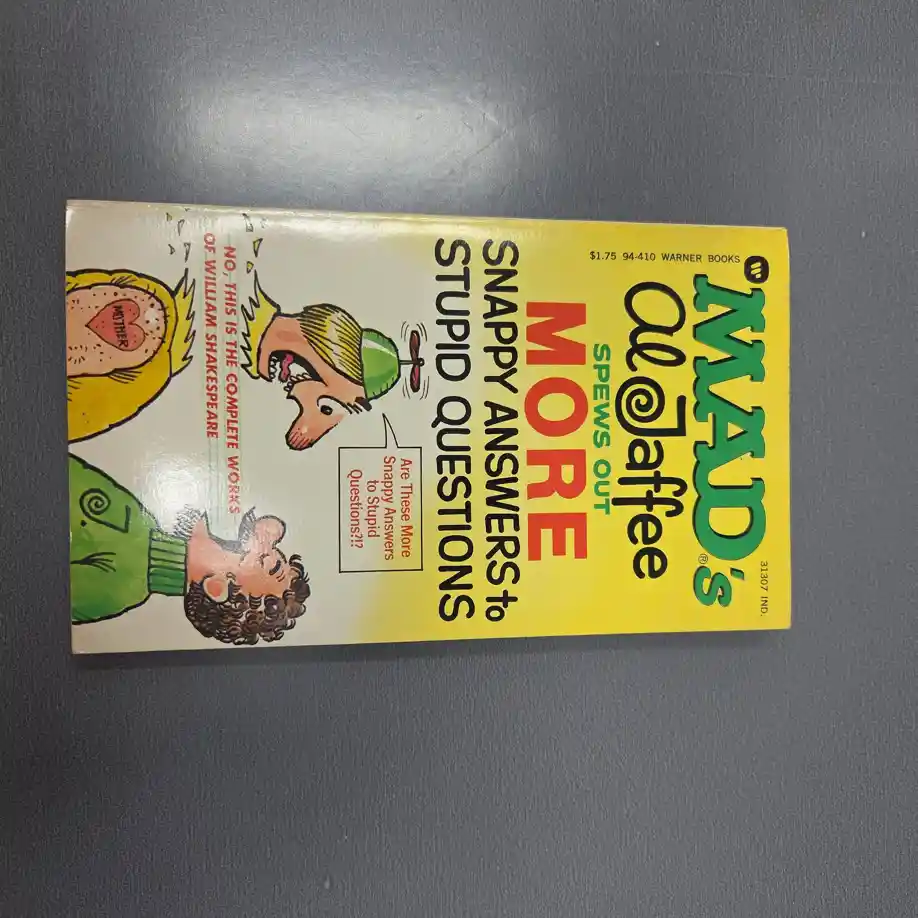 31307 IND.
W
$1.75 94-410 WARNER BOOKS
MAD's®
Al Jaffee
SPEWS OUT
MORE
SNAPPY ANSWERS to
STUPID QUESTIONS
Are These More
Snappy Answers
to Stupid
Questions?!?
NO, THIS IS THE COMPLETE WORKS
OF WILLIAM SHAKESPEARE
MOTHER